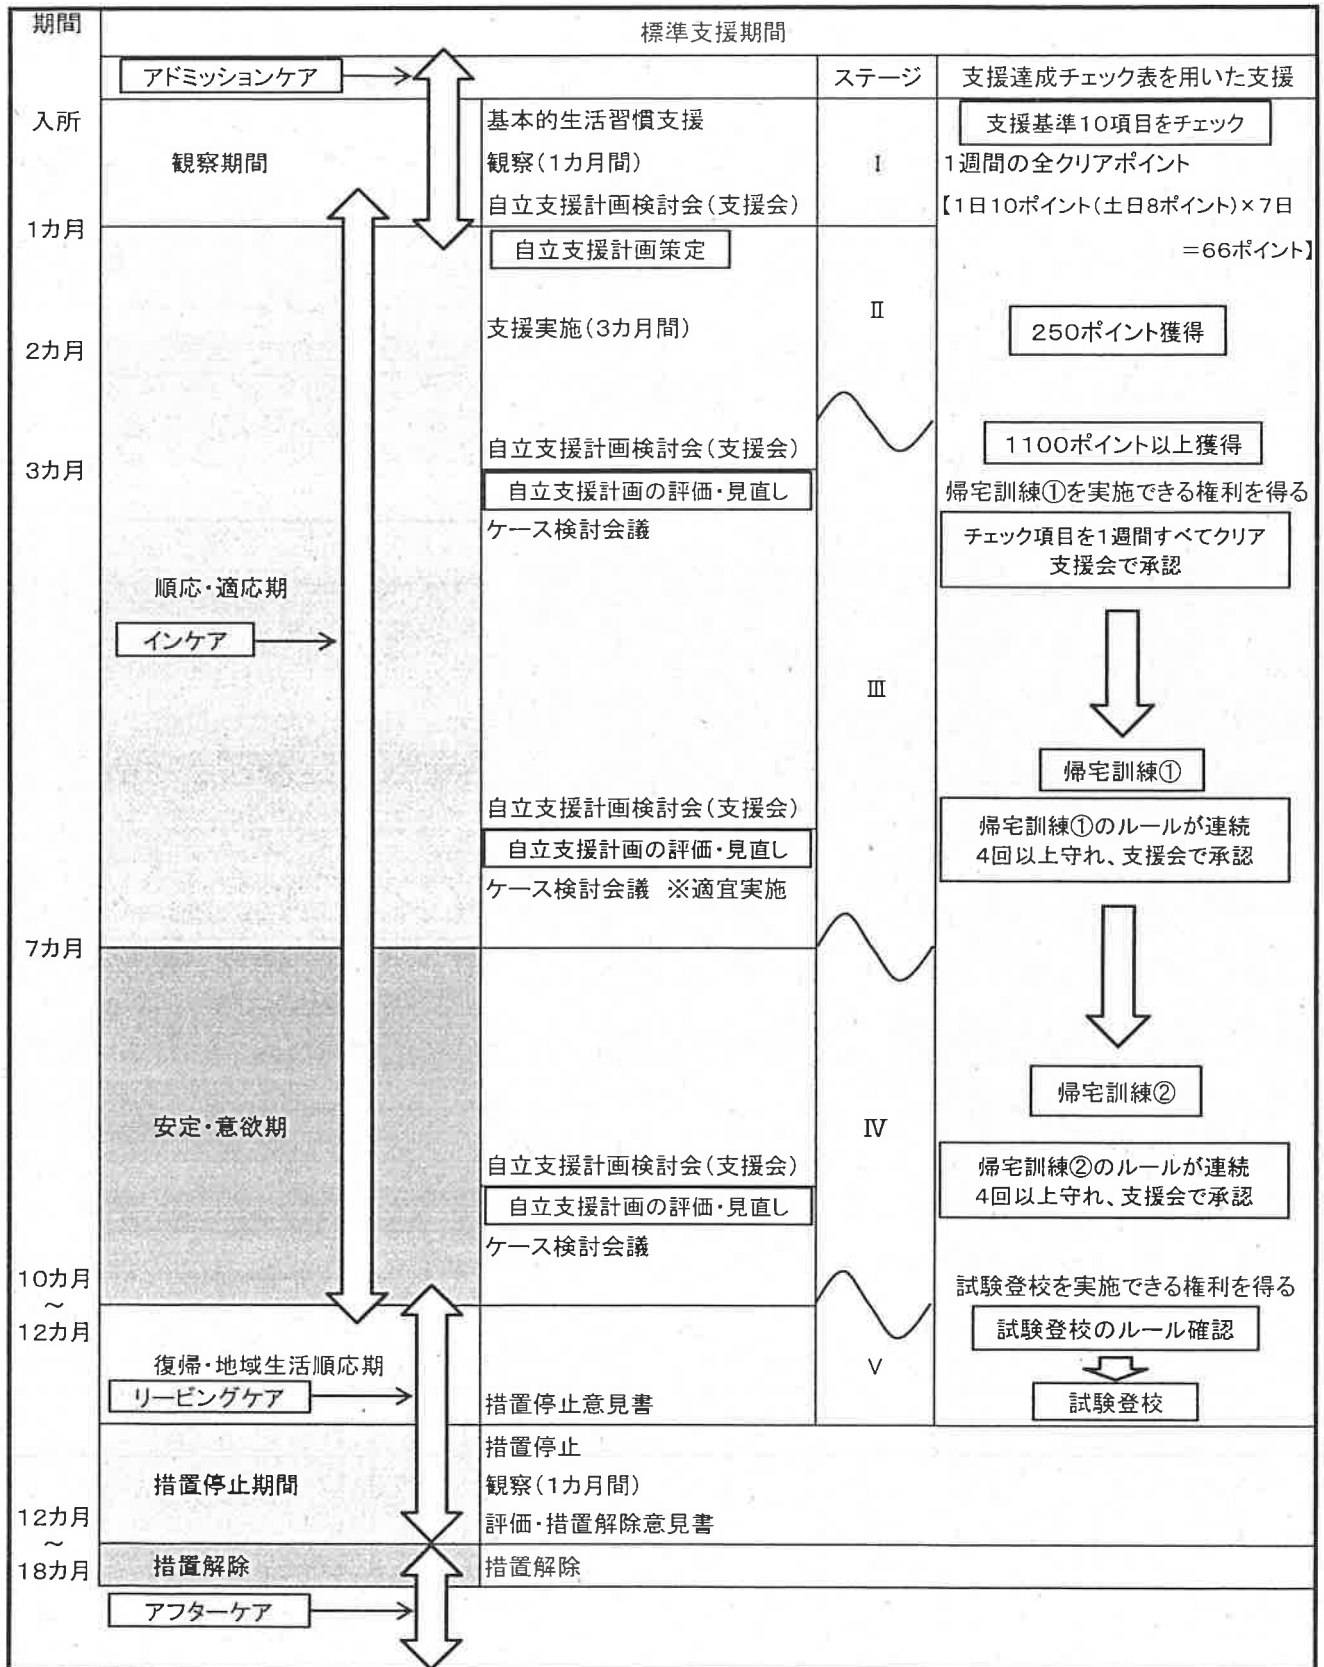 期間
標準支援期間
アドミッションケア
ステージ
支援達成チェック表を用いた支援
入所
観察期間
基本的生活習慣支援
観察(1カ月間)
自立支援計画検討会(支援会)
Ⅰ
支援基準10項目をチェック
1週間の全クリアポイント
【1日10ポイント(土日8ポイント)×7日
=66ポイント】
1カ月
自立支援計画策定
支援実施(3カ月間)
Ⅱ
250ポイント獲得
2カ月
自立支援計画検討会(支援会)
1100ポイント以上獲得
3カ月
自立支援計画の評価・見直し
ケース検討会議
帰宅訓練①を実施できる権利を得る
チェック項目を1週間すべてクリア
支援会で承認
順応・適応期
インケア
Ⅲ
帰宅訓練①
自立支援計画検討会(支援会)
自立支援計画の評価・見直し
ケース検討会議 ※適宜実施
帰宅訓練①のルールが連続
4回以上守れ、支援会で承認
7カ月
安定・意欲期
Ⅳ
帰宅訓練②
自立支援計画検討会(支援会)
自立支援計画の評価・見直し
ケース検討会議
帰宅訓練②のルールが連続
4回以上守れ、支援会で承認
10カ月
~
12カ月
試験登校を実施できる権利を得る
試験登校のルール確認
復帰・地域生活順応期
リービングケア
措置停止意見書
Ⅴ
試験登校
措置停止期間
措置停止
観察(1カ月間)
評価・措置解除意見書
12カ月
~
18カ月
措置解除
措置解除
アフターケア